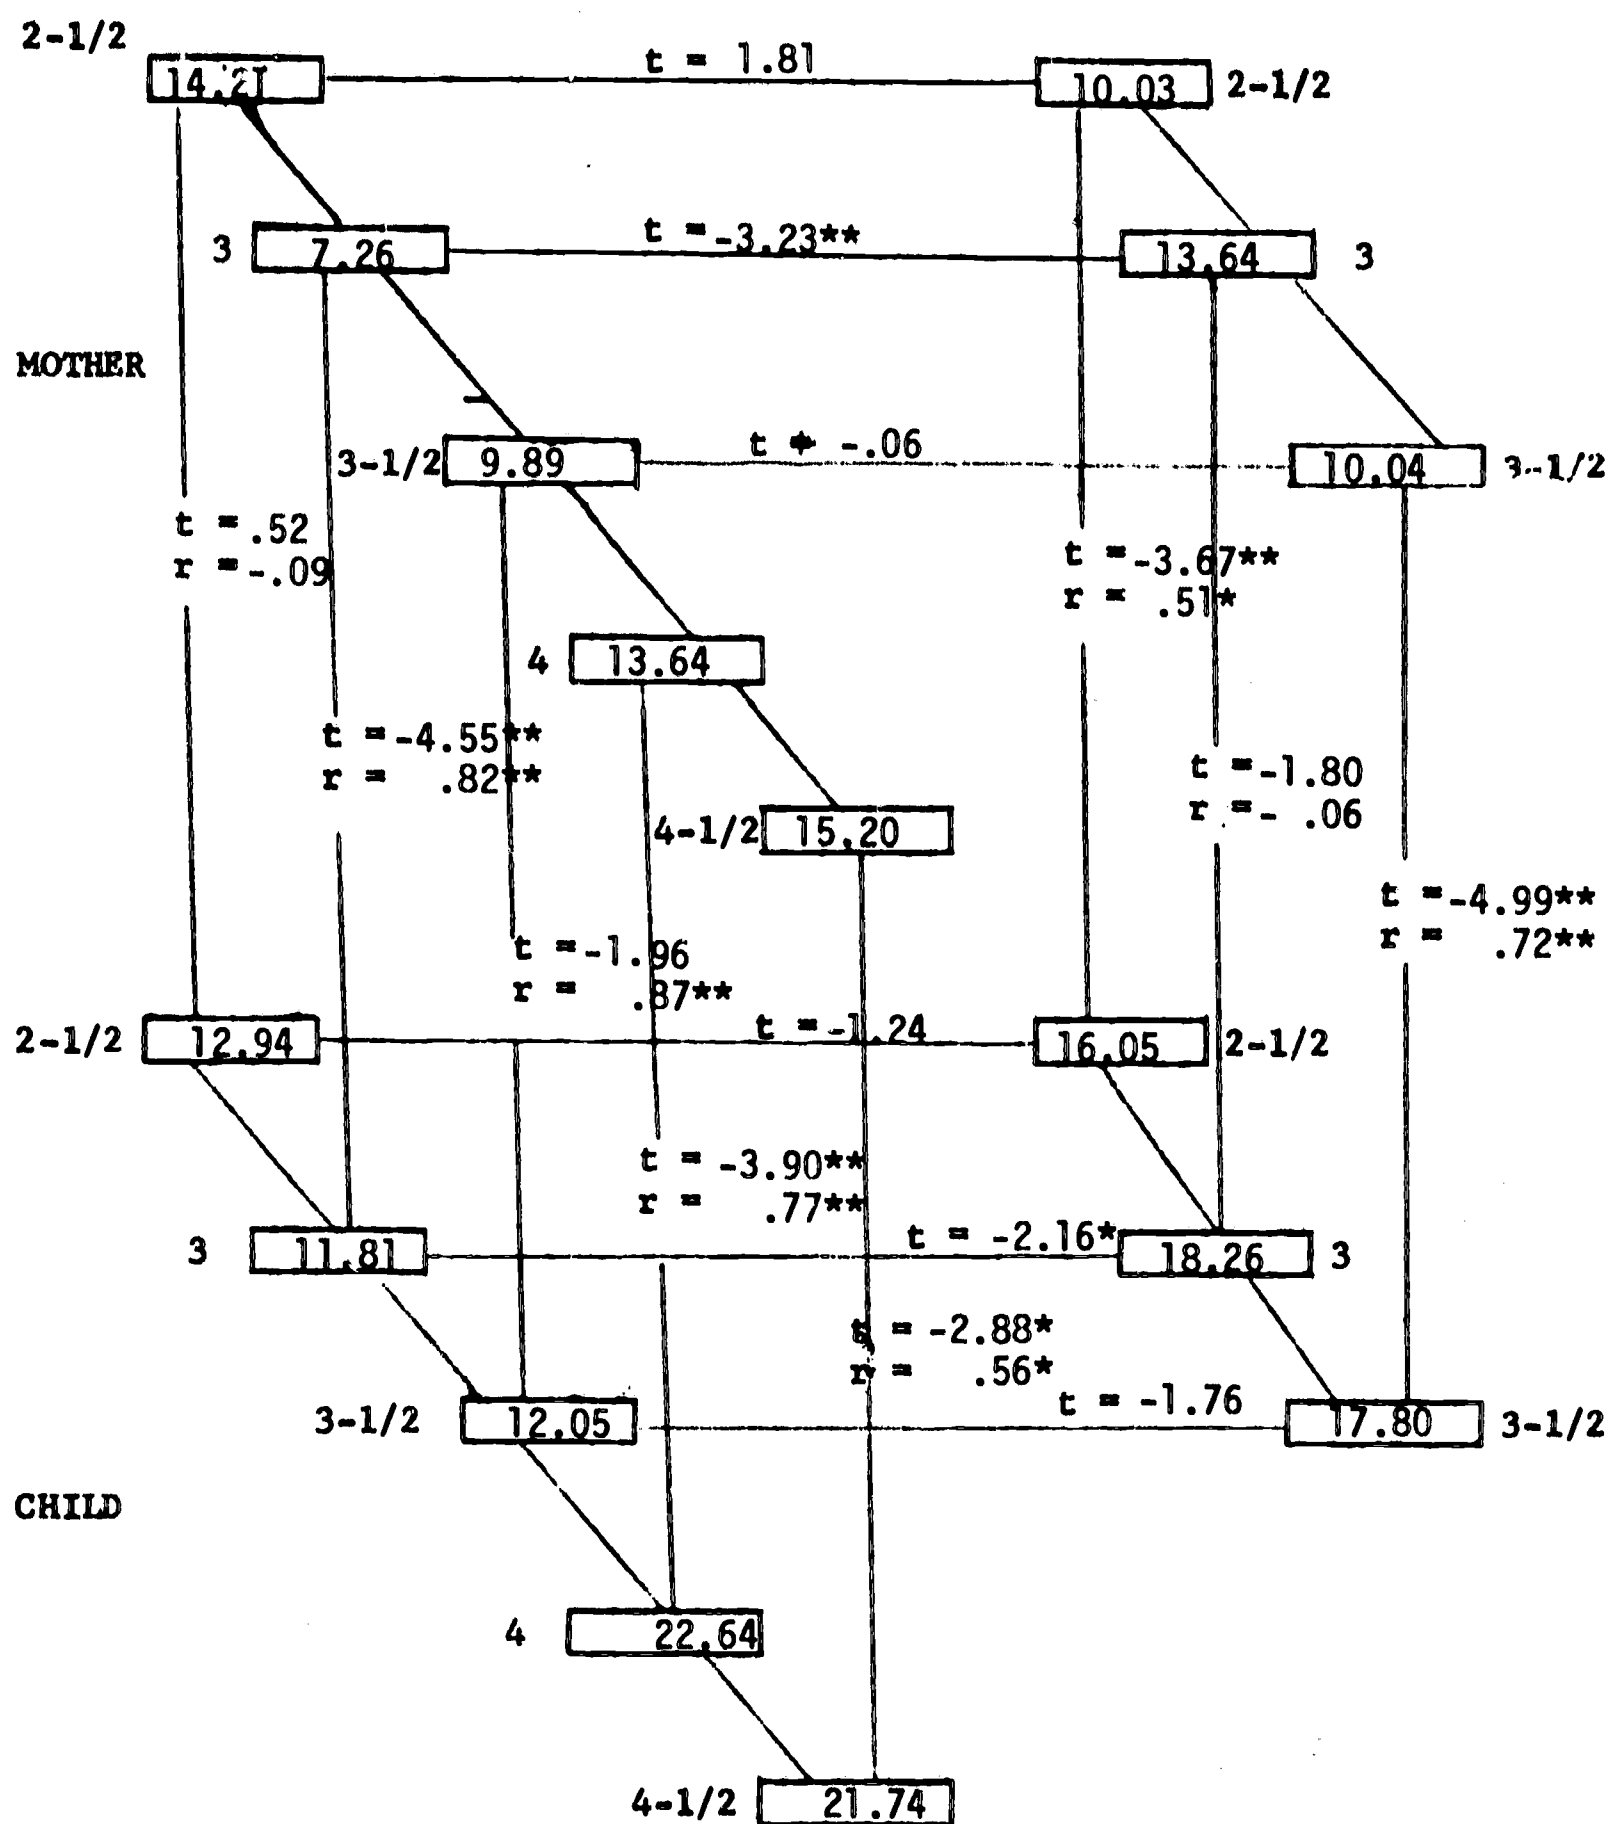 2-1/2
14.21 t = 1.81 10.03 2-1/2
3 7.26 t = -3.23** 13.64 3
MOTHER
3-1/2 9.89 t = -.06 10.04 3-1/2
t = .52
r = -.09
t = -3.67**
r = .51*
4 13.64
t = -4.55**
r = .82**
t = -1.80
r = - .06
4-1/2 15.20
t = -4.99**
r = .72**
t = -1.96
r = .87**
2-1/2 12.94 t = -1.24 16.05 2-1/2
t = -3.90**
r = .77**
3 11.81 t = -2.16* 18.26 3
t = -2.88*
r = .56*
3-1/2 12.05 t = -1.76 17.80 3-1/2
CHILD
4 22.64
4-1/2 21.74